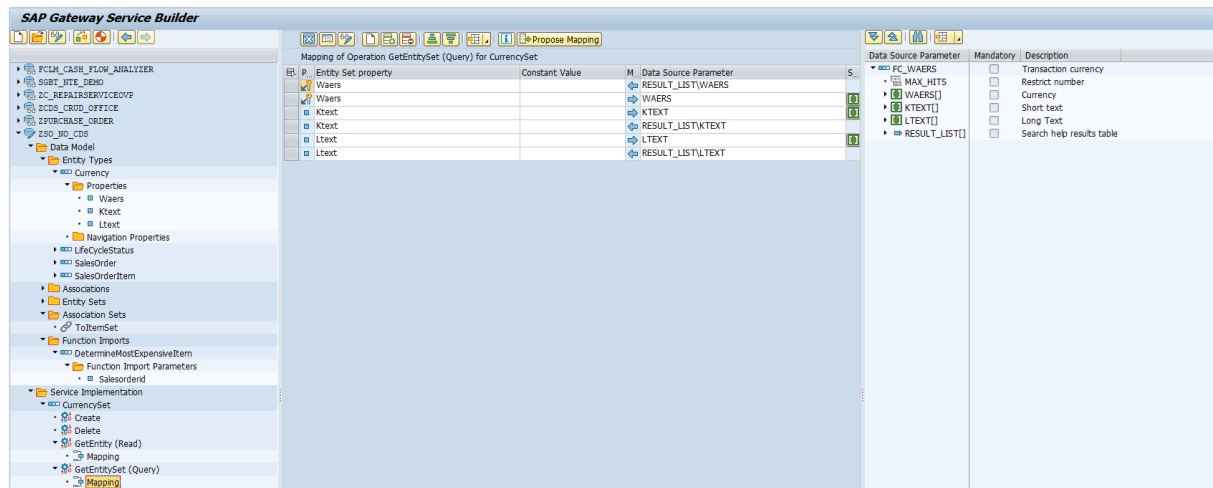 SAP Gateway Service Builder
Propose Mapping
Mapping of Operation GetEntitySet (Query) for CurrencySet
P... Entity Set property Constant Value M... Data Source Parameter S...
Waers RESULT_LIST\WAERS
Waers WAERS
Ktext KTEXT
Ktext RESULT_LIST\KTEXT
Ltext LTEXT
Ltext RESULT_LIST\LTEXT
Data Source Parameter Mandatory Description
FC_WAERS Transaction currency
MAX_HITS Restrict number
WAERS[] Currency
KTEXT[] Short text
LTEXT[] Long Text
RESULT_LIST[] Search help results table
FCLM_CASH_FLOW_ANALYZER
SGBT_NTE_DEMO
ZC_REPAIRSERVICEOVP
ZCDS_CRUD_OFFICE
ZPURCHASE_ORDER
ZSO_NO_CDS
Data Model
Entity Types
Currency
Properties
Waers
Ktext
Ltext
Navigation Properties
LifeCycleStatus
SalesOrder
SalesOrderItem
Associations
Entity Sets
Association Sets
ToItemSet
Function Imports
DetermineMostExpensiveItem
Function Import Parameters
Salesorderid
Service Implementation
CurrencySet
Create
Delete
GetEntity (Read)
Mapping
GetEntitySet (Query)
Mapping